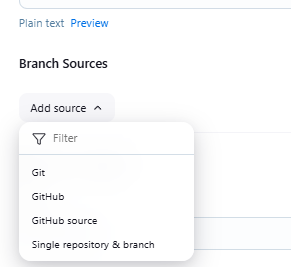 Plain text Preview
Branch Sources
Add source
Filter
Git
GitHub
GitHub source
Single repository & branch